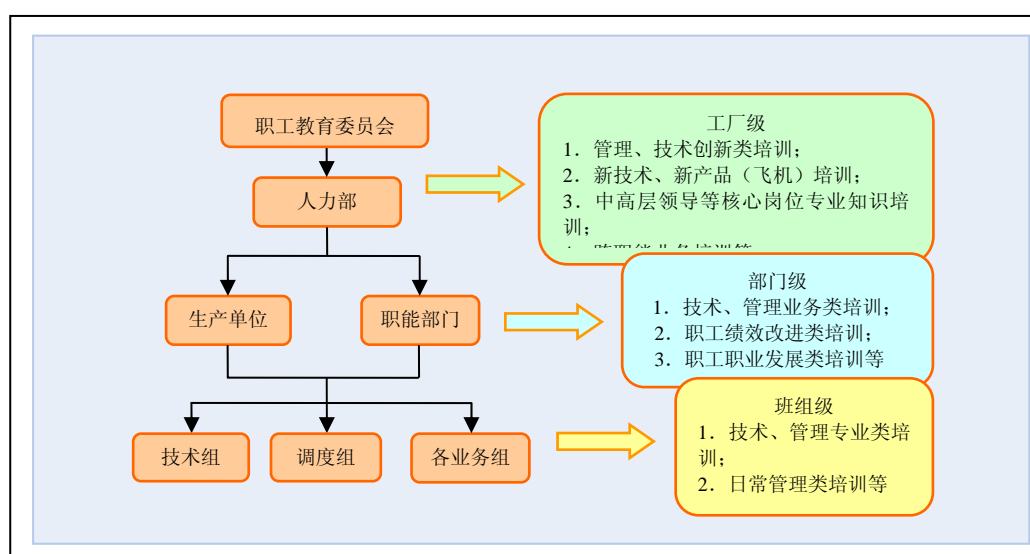 职工教育委员会
人力部
生产单位
职能部门
技术组
调度组
各业务组
工厂级
1．管理、技术创新类培训；
2．新技术、新产品（飞机）培训；
3．中高层领导等核心岗位专业知识培
训；
部门级
1．技术、管理业务类培训；
2．职工绩效改进类培训；
3．职工职业发展类培训等
班组级
1．技术、管理专业类培
训；
2．日常管理类培训等